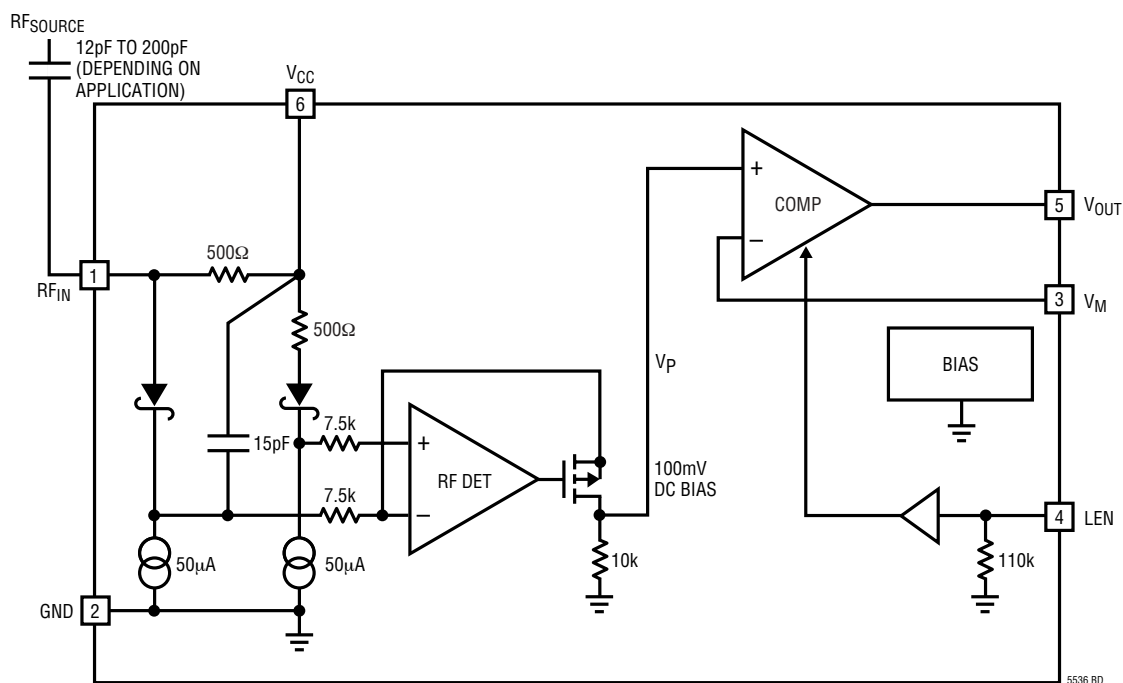 RFSOURCE
12pF TO 200pF
(DEPENDING ON
APPLICATION)
VCC
6
+
COMP
–
5
VOUT
500Ω
1
RFIN
3
VM
500Ω
BIAS
VP
7.5k
15pF
+
RF DET
–
7.5k
100mV
DC BIAS
4
LEN
50μA
50μA
10k
110k
GND
2
5536 BD